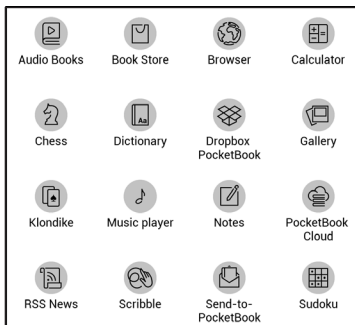 Audio Books
Book Store
Browser
Calculator
Chess
Dictionary
Dropbox
PocketBook
Gallery
Klondike
Music player
Notes
PocketBook
Cloud
RSS News
Scribble
Send-to-
PocketBook
Sudoku